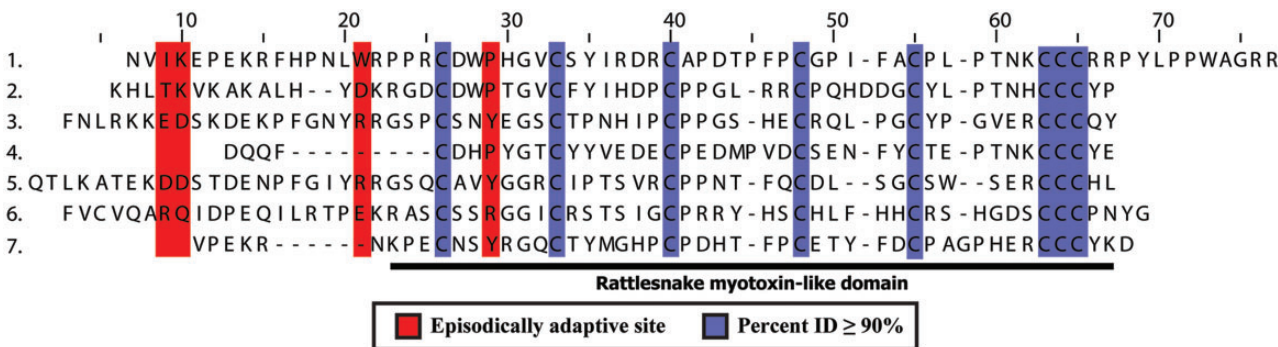 10 20 30 40 50 60 70
1. NVIKEPEKRFHPNLWRPPRCDWPHGVCSYIRDRCAPDTPFPCGPI-FACPL-PTNKCCCRRPYLPPWAGRR
2. KHLTKVKAKALH--YDKRGDCDWPTGVCFYIHDPCPPGL-RRCPQHDDGCYL-PTNHCCCYP
3. FNLRKKEDSKDEKPFGNYRRGSPCSNYEGSCTPNHIPCPPGS-HECRQL-PGCYP-GVERCCCQY
4. DQQF---------CDHPYGTCYYVEDECPEDMPVDCSEN-FYCTE-PTNKCCCYE
5. QTLKATEKDDSTDENPFGIYRRGSQCAVYGGRCIPTSVRCPPNT-FQCDL--SGCSW--SERCCCHL
6. FVCVQARQIDPEQILRTPEKRASCSSRGGICRSTSIGCPRRY-HSCHLF-HHCRS-HGDSCCCPNYG
7. VPEKR------NKPECNSYRGQCTYMGHPCPDHT-FPCETY-FDCPAGPHERCCCYKD
Rattlesnake myotoxin-like domain
Episodically adaptive site Percent ID ≥ 90%